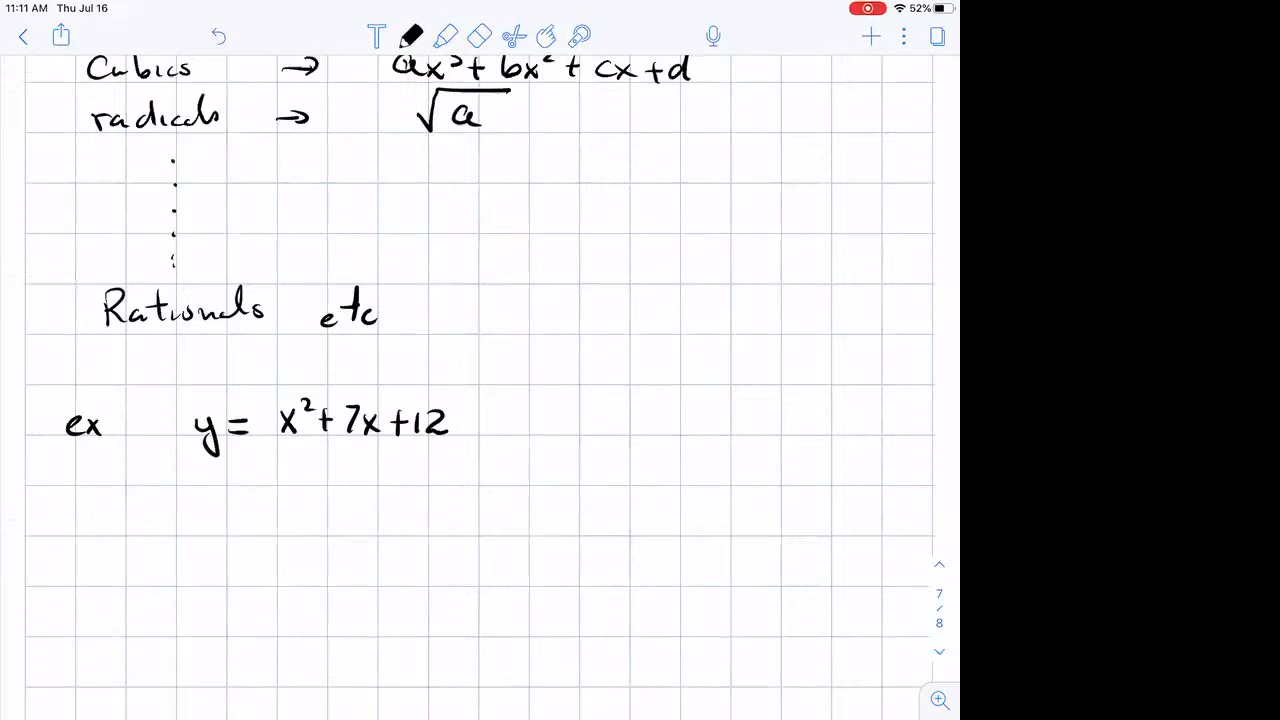 11:11 AM Thu Jul 16
52%
Cubics → ax³ + bx² + cx + d
radicals → √a
Rationals etc
ex y = x² + 7x + 12
7
/
8